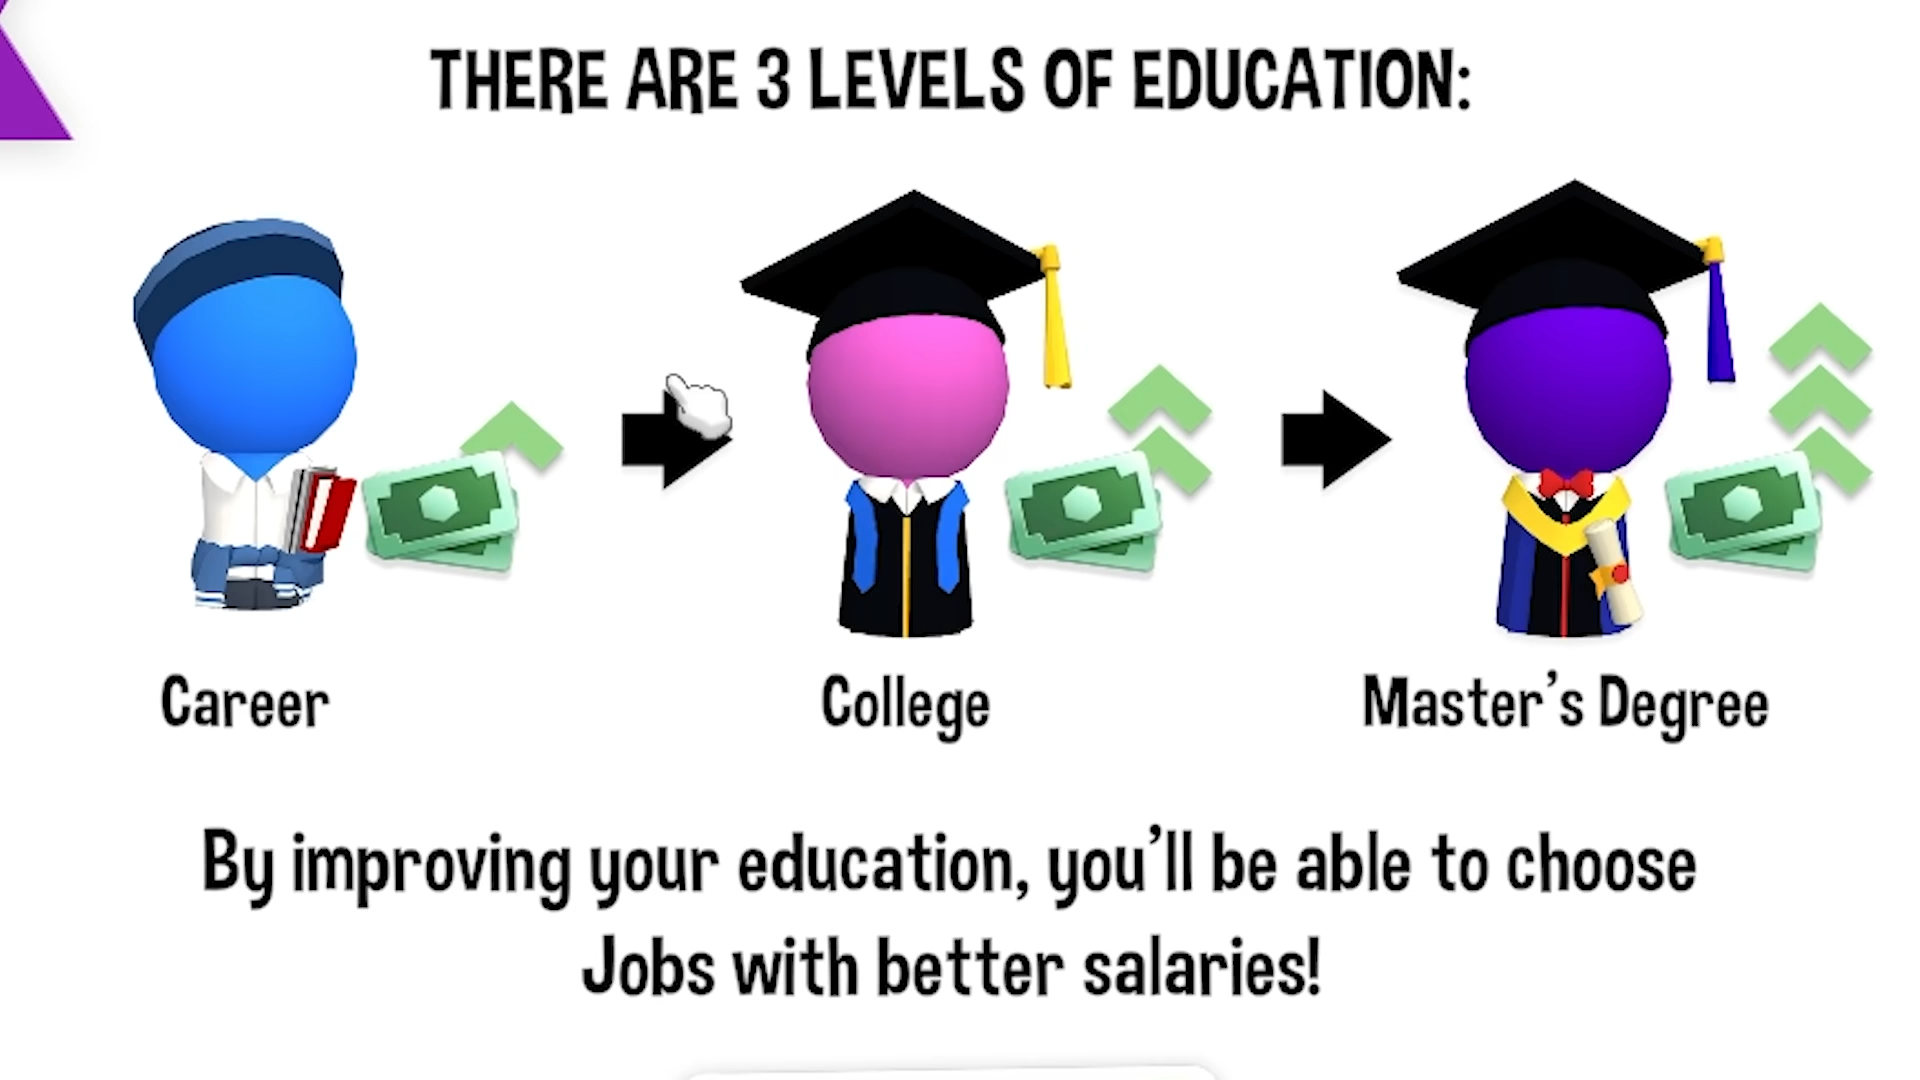 THERE ARE 3 LEVELS OF EDUCATION:
Career
College
Master's Degree
By improving your education, you'll be able to choose
Jobs with better salaries!